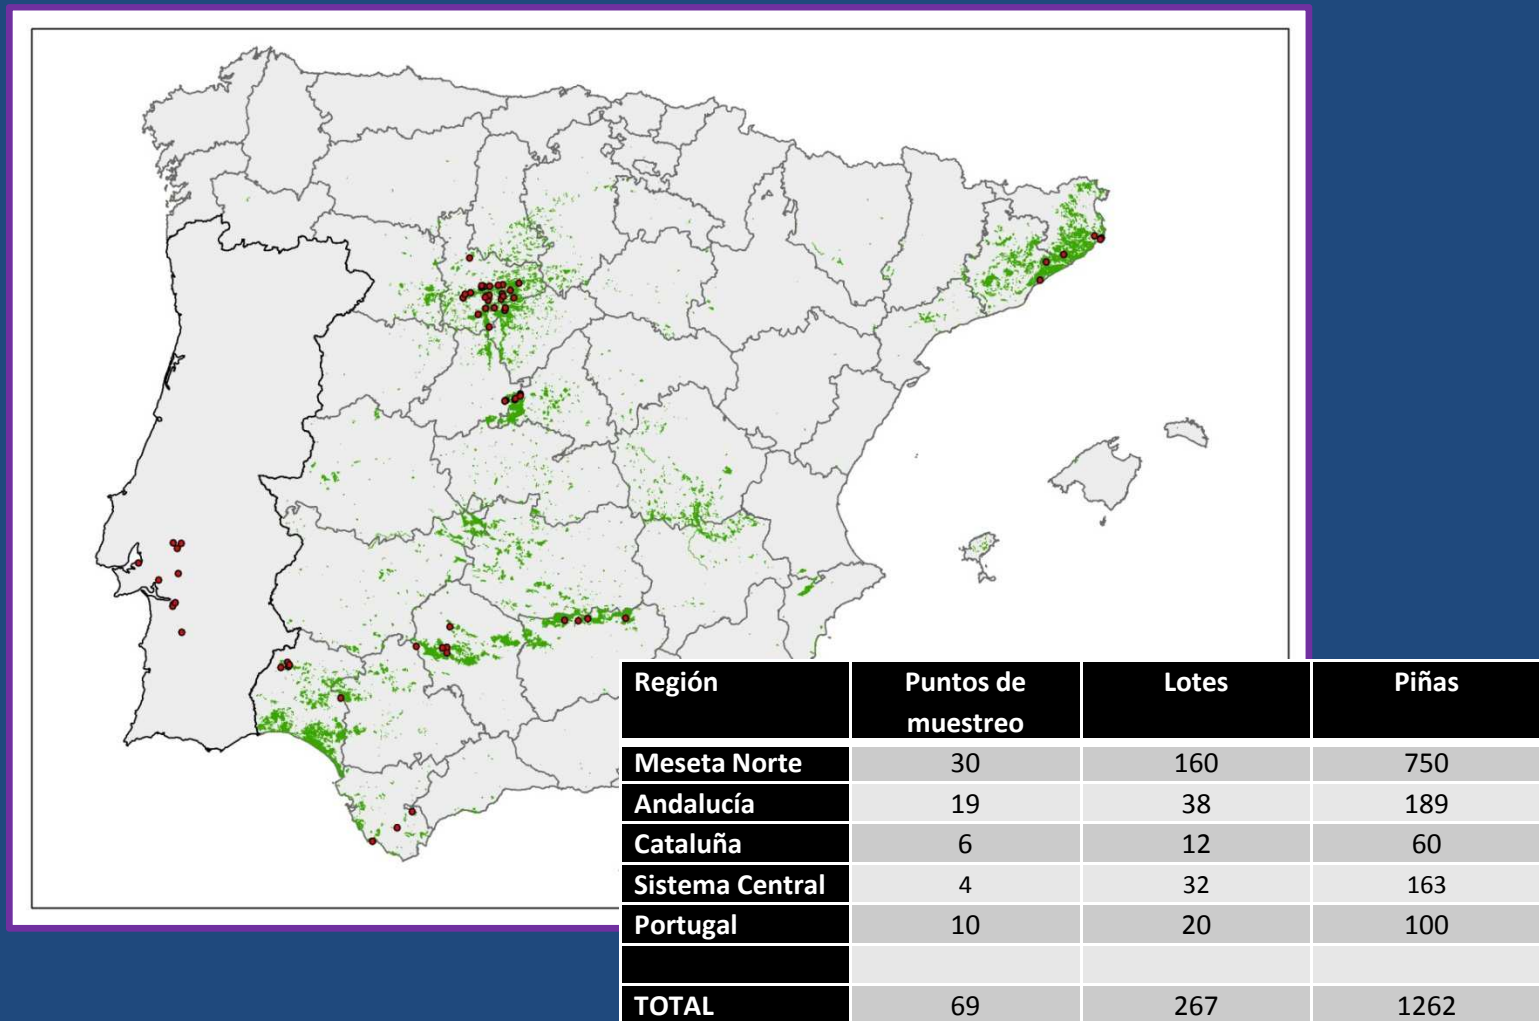 Región Puntos de muestreo Lotes Piñas
Meseta Norte 30 160 750
Andalucía 19 38 189
Cataluña 6 12 60
Sistema Central 4 32 163
Portugal 10 20 100
TOTAL 69 267 1262